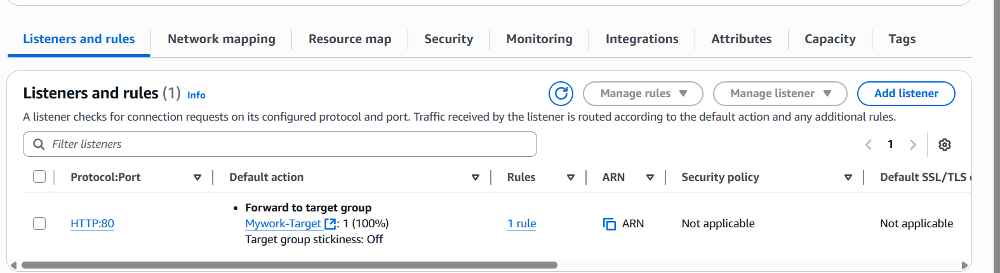 Listeners and rules
Network mapping
Resource map
Security
Monitoring
Integrations
Attributes
Capacity
Tags
Listeners and rules (1) Info
Manage rules
Manage listener
Add listener
A listener checks for connection requests on its configured protocol and port. Traffic received by the listener is routed according to the default action and any additional rules.
Filter listeners
1
Protocol:Port
Default action
Rules
ARN
Security policy
Default SSL/TLS
HTTP:80
• Forward to target group
Mywork-Target : 1 (100%)
Target group stickiness: Off
1 rule
ARN
Not applicable
Not applicable